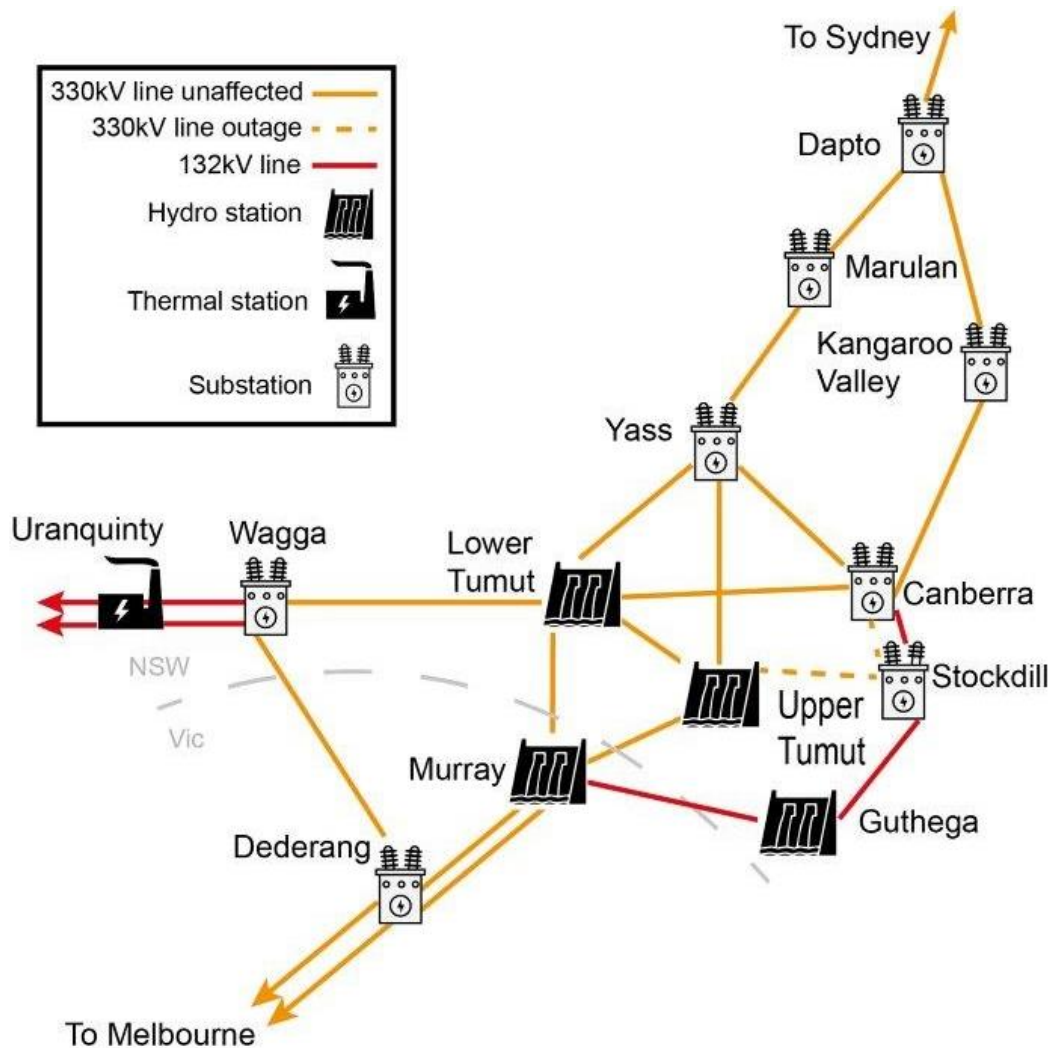 To Sydney
330kV line unaffected
330kV line outage
132kV line
Hydro station
Thermal station
Substation
Dapto
Marulan
Kangaroo
Valley
Yass
Uranquinty
Wagga
Lower
Tumut
Canberra
NSW
Stockdill
Vic
Upper
Tumut
Murray
Guthega
Dederang
To Melbourne